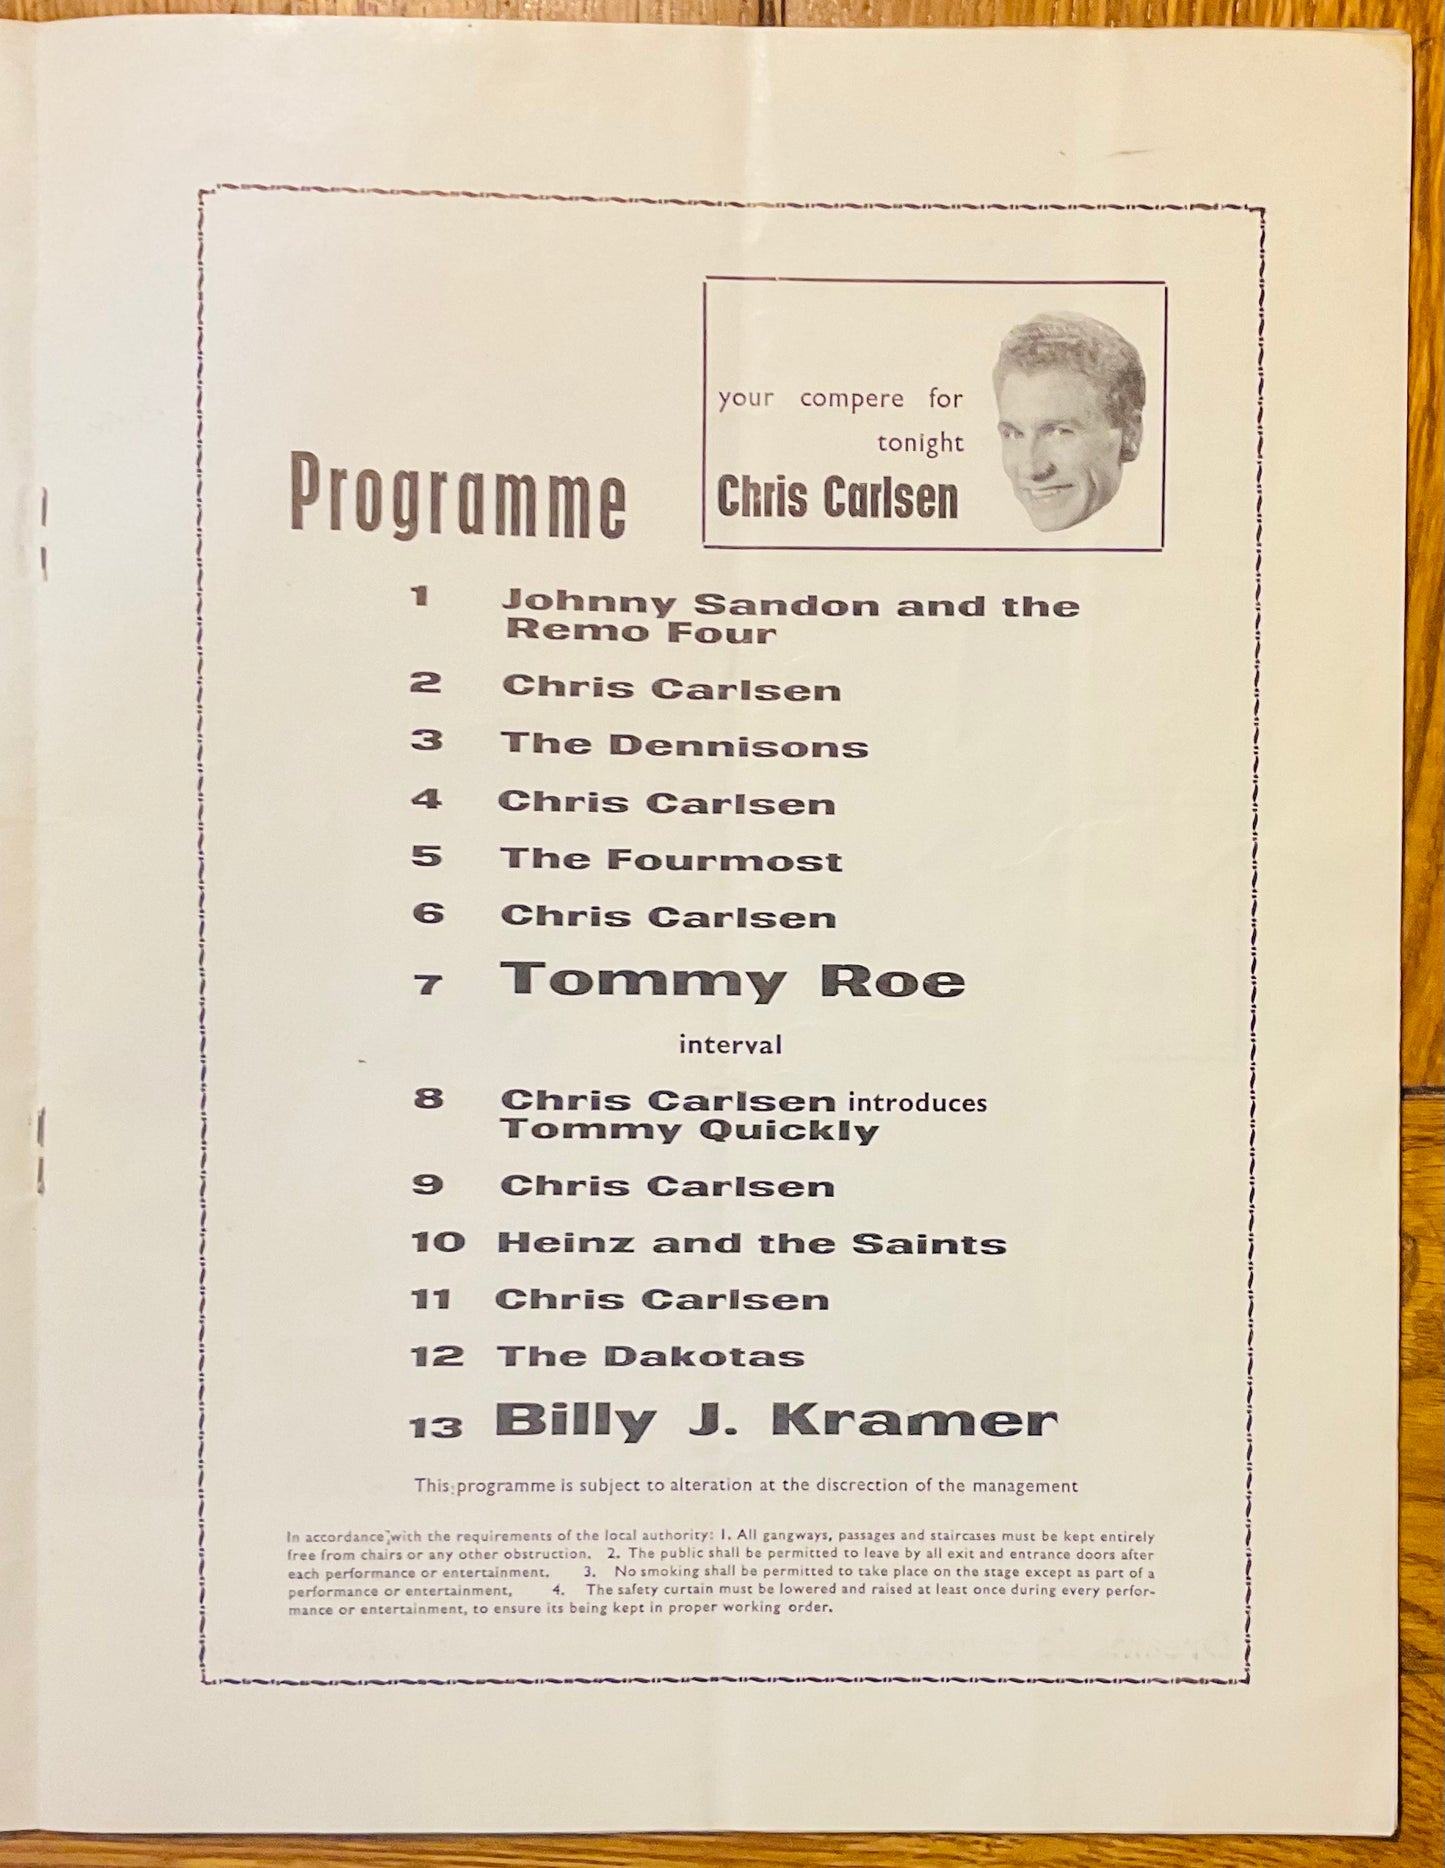 your compere for
tonight
Chris Carlsen
Programme
1 Johnny Sandon and the
Remo Four
2 Chris Carlsen
3 The Dennisons
4 Chris Carlsen
5 The Fourmost
6 Chris Carlsen
7 Tommy Roe
interval
8 Chris Carlsen introduces
Tommy Quickly
9 Chris Carlsen
10 Heinz and the Saints
11 Chris Carlsen
12 The Dakotas
13 Billy J. Kramer
This programme is subject to alteration at the discretion of the management
In accordance with the requirements of the local authority: 1. All gangways, passages and staircases must be kept entirely
free from chairs or any other obstruction. 2. The public shall be permitted to leave by all exit and entrance doors after
each performance or entertainment. 3. No smoking shall be permitted to take place on the stage except as part of a
performance or entertainment, 4. The safety curtain must be lowered and raised at least once during every perfor-
mance or entertainment, to ensure its being kept in proper working order.